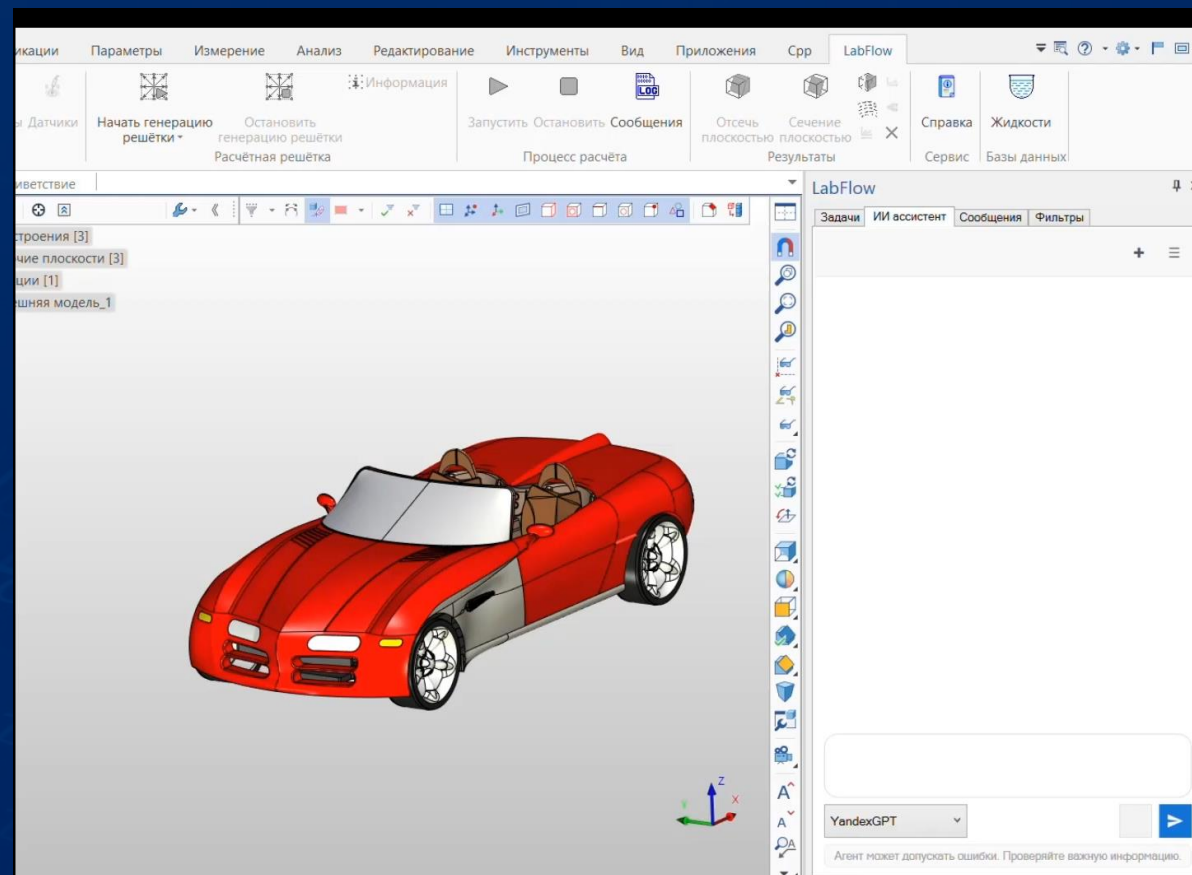 икации Параметры Измерение Анализ Редактирование Инструменты Вид Приложения Cpp LabFlow
Датчики
Начать генерацию решётки
Остановить генерацию решётки
Информация
Расчётная решётка
Запустить Остановить Сообщения
LOG
Процесс расчёта
Отсечь плоскостью
Сечение плоскостью
Результаты
Справка
Сервис
Жидкости
Базы данных
иветствие
LabFlow
Задачи ИИ ассистент Сообщения Фильтры
строения [3]
чие плоскости [3]
ции [1]
ешняя модель_1
Z
X
Y
YandexGPT
Агент может допускать ошибки. Проверяйте важную информацию.